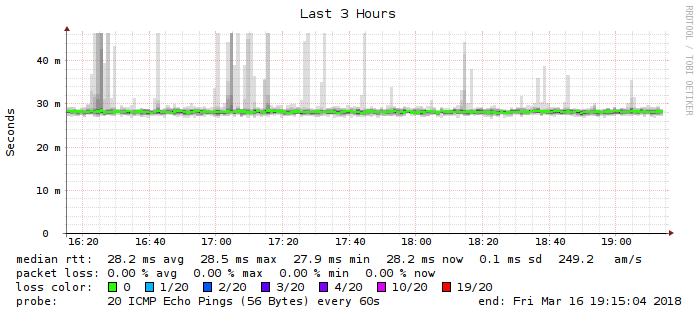 Last 3 Hours
RRDTOOL / TOBI OETIKER
Seconds
40 m
30 m
20 m
10 m
0
16:20 16:40 17:00 17:20 17:40 18:00 18:20 18:40 19:00
median rtt: 28.2 ms avg 28.5 ms max 27.9 ms min 28.2 ms now 0.1 ms sd 249.2 am/s
packet loss: 0.00 % avg 0.00 % max 0.00 % min 0.00 % now
loss color: 0 1/20 2/20 3/20 4/20 10/20 19/20
probe: 20 ICMP Echo Pings (56 Bytes) every 60s end: Fri Mar 16 19:15:04 2018